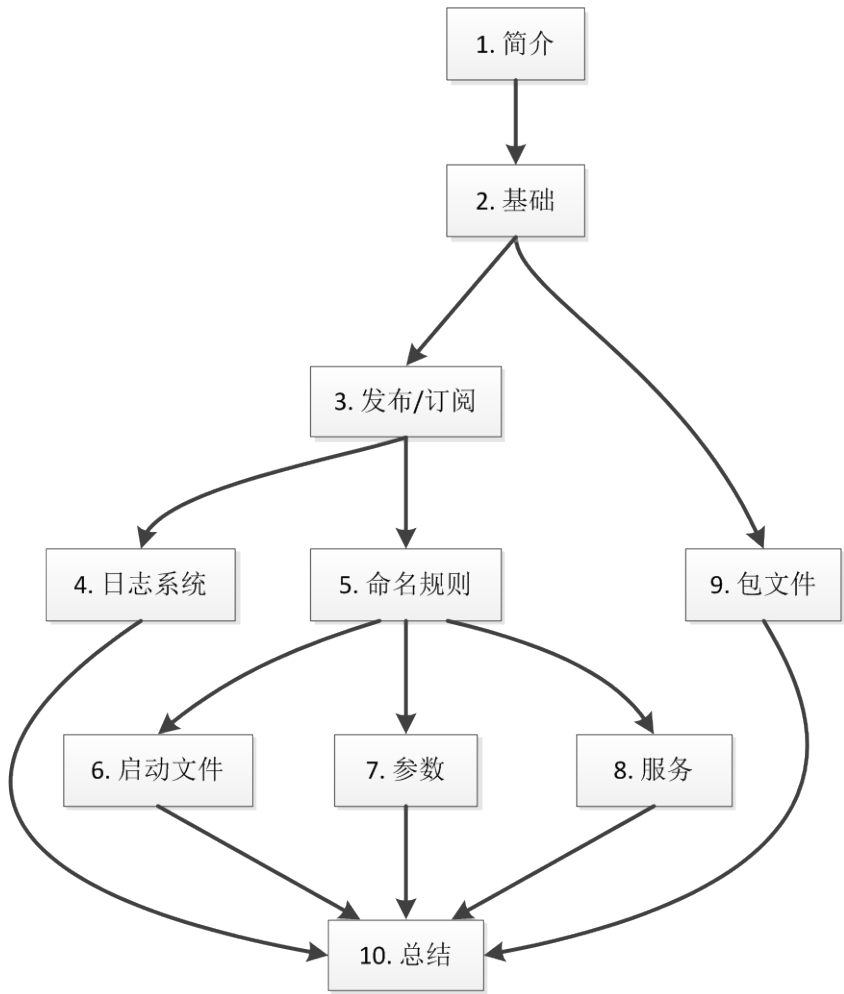 1. 简介
2. 基础
3. 发布/订阅
4. 日志系统
5. 命名规则
9. 包文件
6. 启动文件
7. 参数
8. 服务
10. 总结